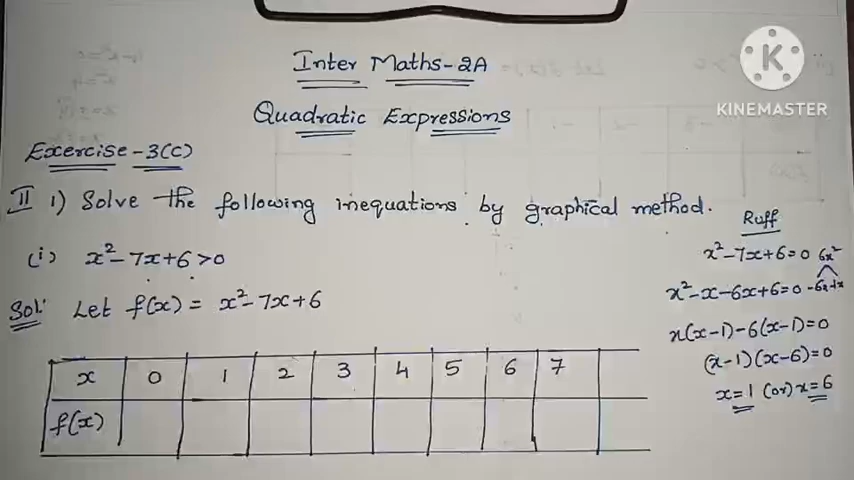 Inter Maths-2A
KINEMASTER
Quadratic Expressions
Exercise-3(C)
II 1) Solve the following inequations by graphical method.
(i) x²-7x+6>0
Sol: Let f(x) = x²-7x+6
x 0 1 2 3 4 5 6 7
f(x)
Ruff
x²-7x+6=0 6x²
x²-x-6x+6=0
x(x-1)-6(x-1)=0
(x-1)(x-6)=0
x=1 (or) x=6